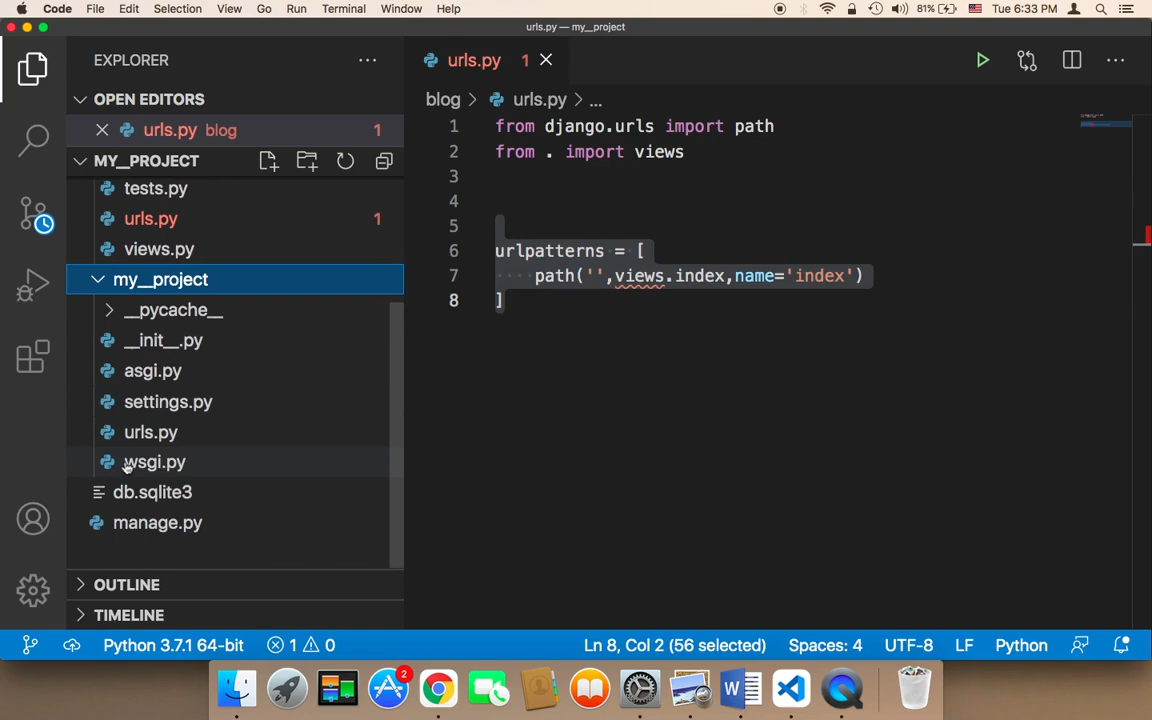 Code File Edit Selection View Go Run Terminal Window Help 81% Tue 6:33 PM
urls.py — my__project
EXPLORER
OPEN EDITORS
urls.py blog 1
MY__PROJECT
tests.py
urls.py 1
views.py
my__project
__pycache__
__init__.py
asgi.py
settings.py
urls.py
wsgi.py
db.sqlite3
manage.py
OUTLINE
TIMELINE
urls.py 1
blog > urls.py > ...
1 from django.urls import path
2 from . import views
3
4
5
6 urlpatterns = [
7 path('',views.index,name='index')
8 ]
Python 3.7.1 64-bit 1 0 Ln 8, Col 2 (56 selected) Spaces: 4 UTF-8 LF Python
2
W